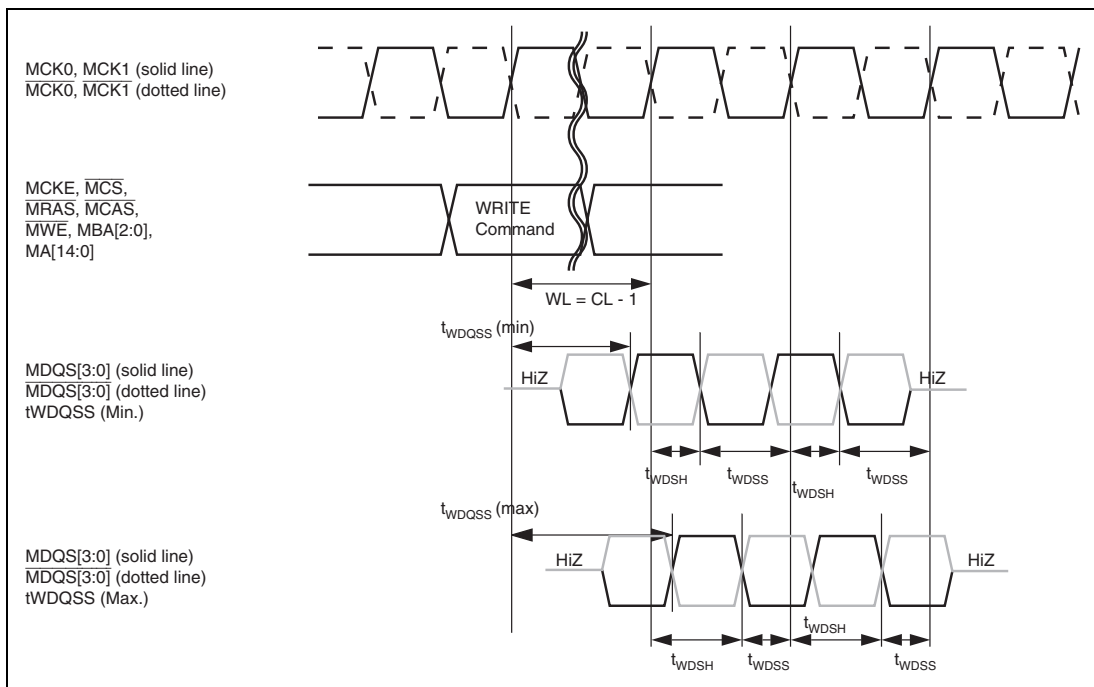 MCK0, MCK1 (solid line)
MCK0, MCK1 (dotted line)
MCKE, MCS,
MRAS, MCAS,
MWE, MBA[2:0],
MA[14:0]
WRITE
Command
WL = CL - 1
tWDQSS (min)
MDQS[3:0] (solid line)
MDQS[3:0] (dotted line)
tWDQSS (Min.)
HiZ
HiZ
tWDSH
tWDSS
tWDSH
tWDSS
tWDQSS (max)
MDQS[3:0] (solid line)
MDQS[3:0] (dotted line)
tWDQSS (Max.)
HiZ
HiZ
tWDSH
tWDSS
tWDSH
tWDSS